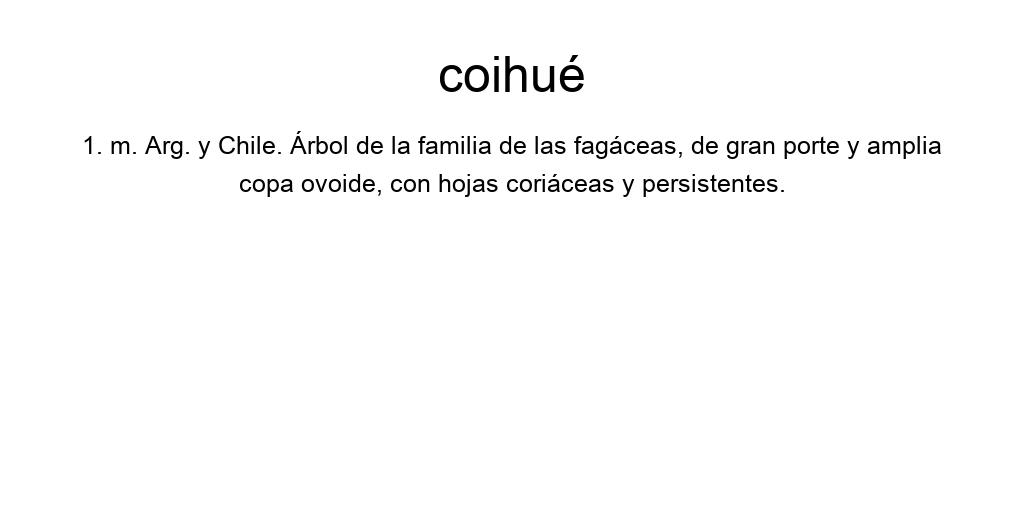 coihué
1. m. Arg. y Chile. Árbol de la familia de las fagáceas, de gran porte y amplia
copa ovoide, con hojas coriáceas y persistentes.